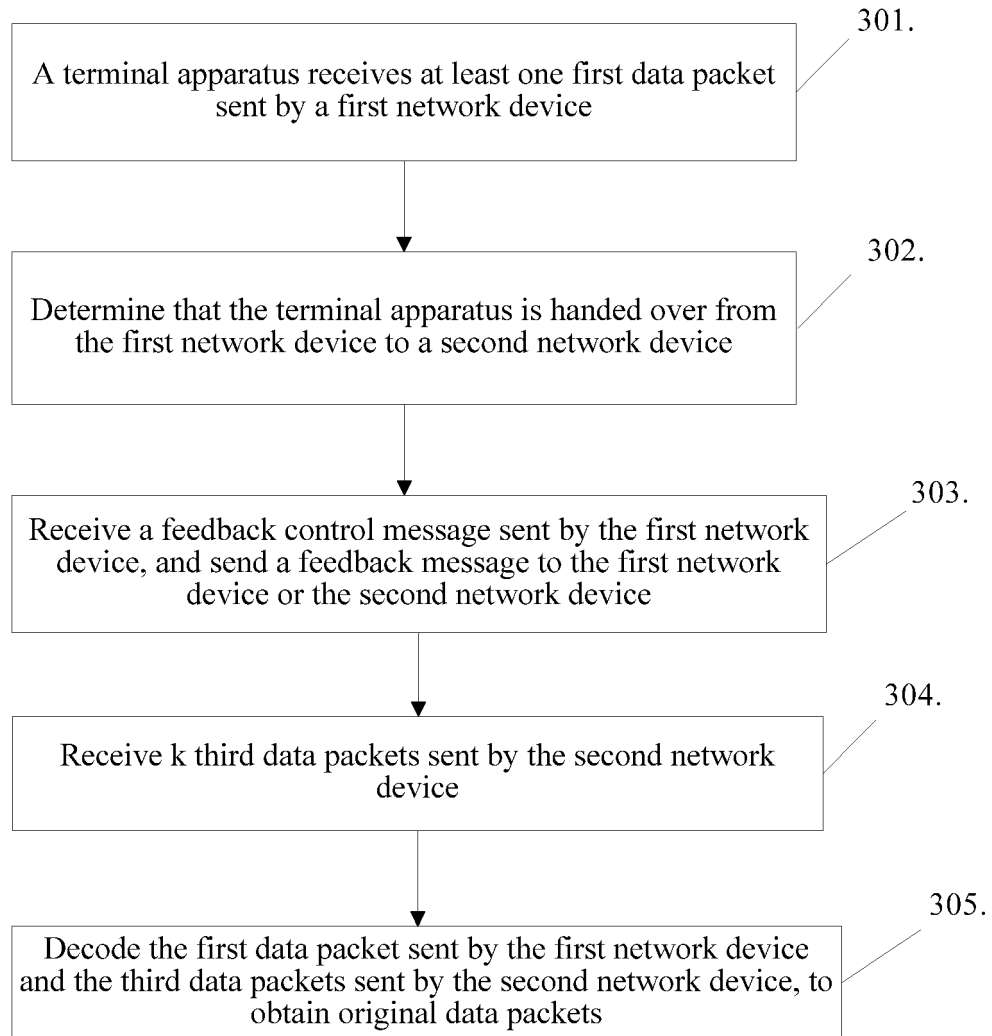 301.
A terminal apparatus receives at least one first data packet
sent by a first network device
302.
Determine that the terminal apparatus is handed over from
the first network device to a second network device
303.
Receive a feedback control message sent by the first network
device, and send a feedback message to the first network
device or the second network device
304.
Receive k third data packets sent by the second network
device
305.
Decode the first data packet sent by the first network device
and the third data packets sent by the second network device, to
obtain original data packets